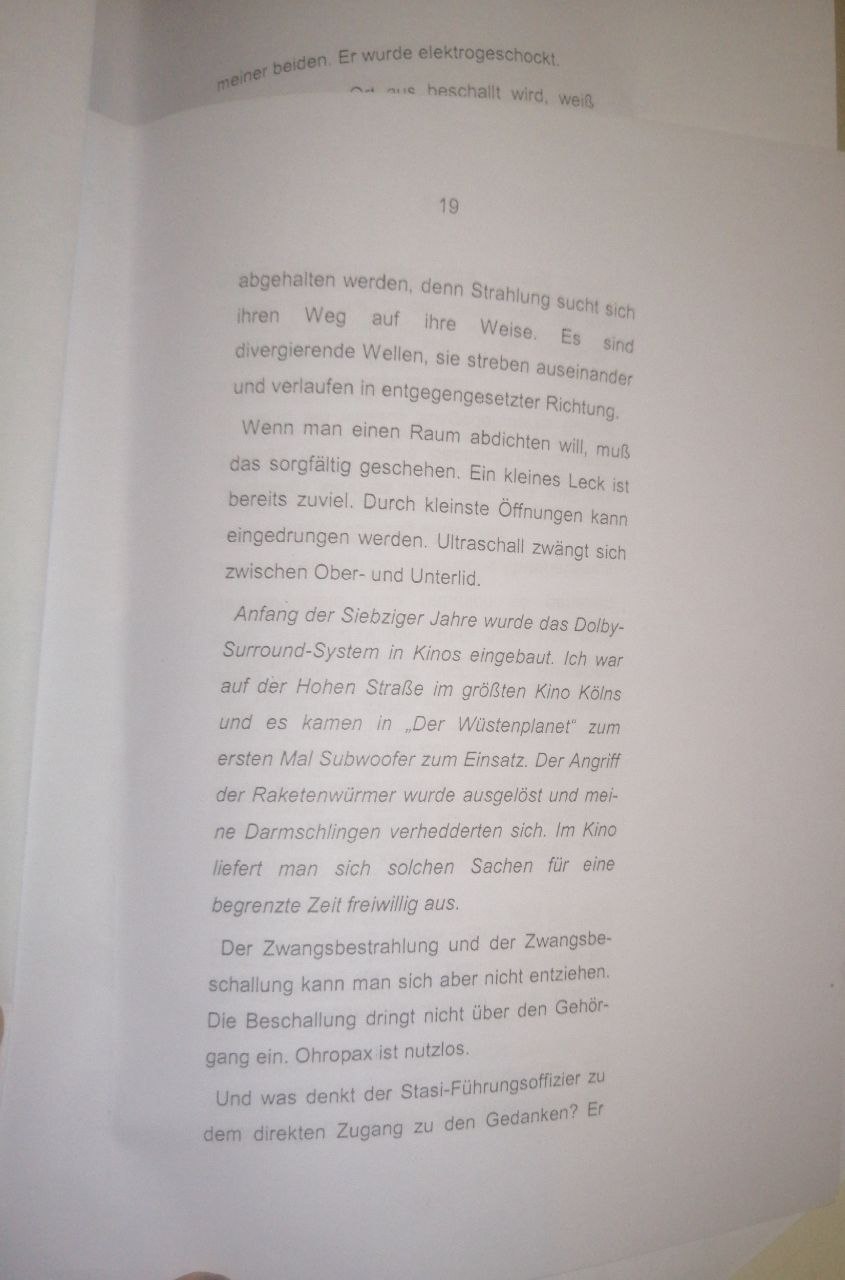 meiner beiden. Er wurde elektrogeschockt.
aus beschallt wird, weiß
19
abgehalten werden, denn Strahlung sucht sich
ihren Weg auf ihre Weise. Es sind
divergierende Wellen, sie streben auseinander
und verlaufen in entgegengesetzter Richtung.
Wenn man einen Raum abdichten will, muß
das sorgfältig geschehen. Ein kleines Leck ist
bereits zuviel. Durch kleinste Öffnungen kann
eingedrungen werden. Ultraschall zwängt sich
zwischen Ober- und Unterlid.
Anfang der Siebziger Jahre wurde das Dolby-
Surround-System in Kinos eingebaut. Ich war
auf der Hohen Straße im größten Kino Kölns
und es kamen in „Der Wüstenplanet“ zum
ersten Mal Subwoofer zum Einsatz. Der Angriff
der Raketenwürmer wurde ausgelöst und mei-
ne Darmschlingen verhedderten sich. Im Kino
liefert man sich solchen Sachen für eine
begrenzte Zeit freiwillig aus.
Der Zwangsbestrahlung und der Zwangsbe-
schallung kann man sich aber nicht entziehen.
Die Beschallung dringt nicht über den Gehör-
gang ein. Ohropax ist nutzlos.
Und was denkt der Stasi-Führungsoffizier zu
dem direkten Zugang zu den Gedanken? Er